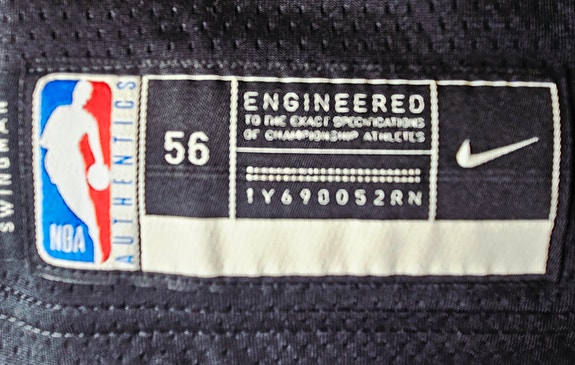 SWINGMAN
NBA
AUTHENTICS
56
ENGINEERED
TO THE EXACT SPECIFICATIONS
OF CHAMPIONSHIP ATHLETES
1Y690052RN